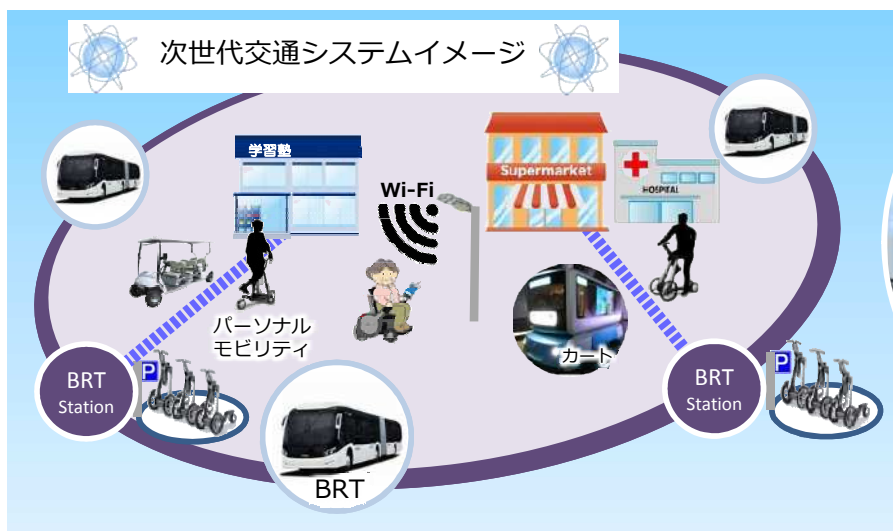 次世代交通システムイメージ
学習塾
Wi-Fi
Supermarket
HOSPITAL
パーソナル
モビリティ
カート
BRT
Station
P
BRT
Station
P
BRT